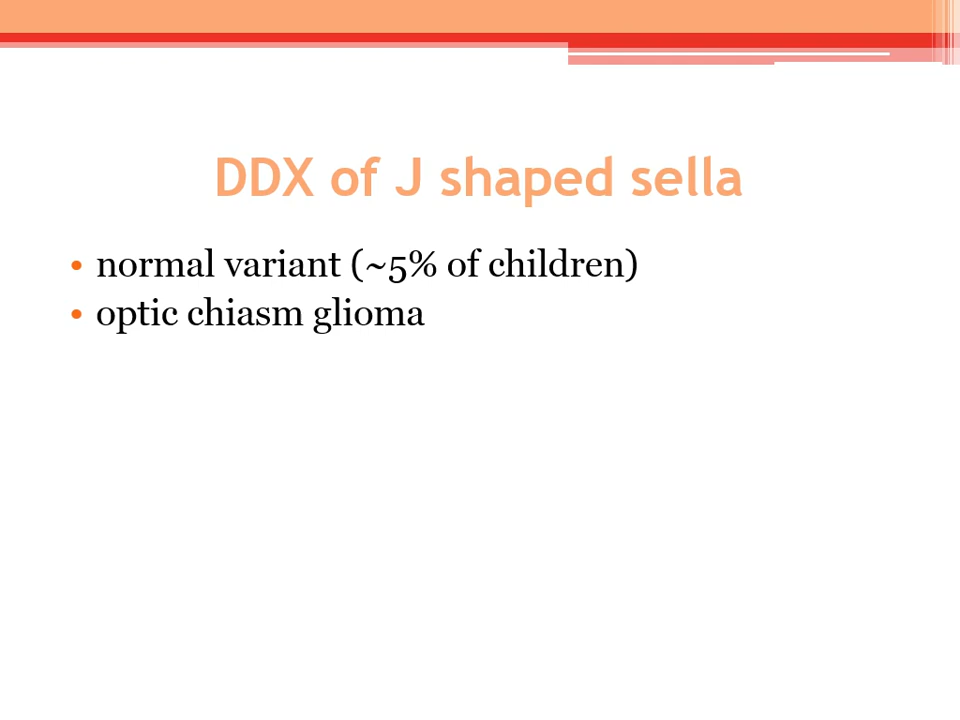 DDX of J shaped sella
• normal variant (~5% of children)
• optic chiasm glioma